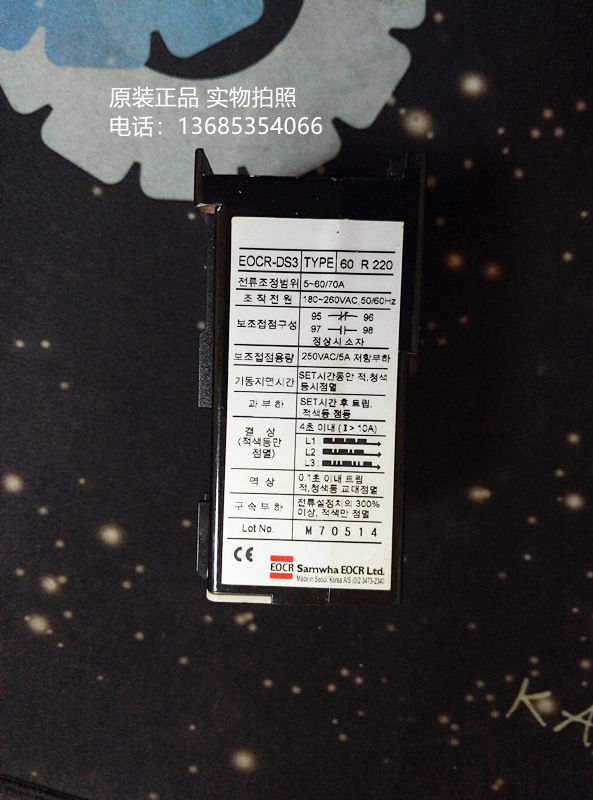 原装正品 实物拍照
电话：13685354066
EOCR-DS3 TYPE 60 R 220
전류조정범위 5~60/70A
조작전원 180~260VAC,50/60Hz
보조접점구성 95 96
97 98
정상시소자
보조접점용량 250VAC/5A 저항부하
기동지연시간 SET시간동안 적,청색
등시점멸
과부하 SET시간 후 트립,
적색등 점등
결상 4초이내 (I > 10A)
(적색등만 점멸) L1:
L2:
L3:
역상 0.1초 이내 트립
적,청색등 교대점멸
구속부하 전류설정치의 300%
이상, 적색만 점멸
Lot No. M70514
CE
EOCR Samwha EOCR Ltd.
Made in Seoul, Korea A/S (02) 3473-2340
KA